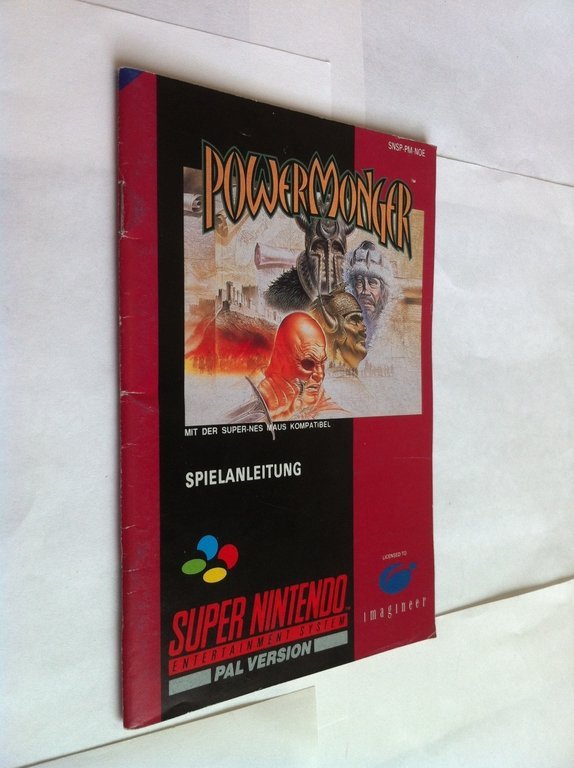 SNSP-PM-NOE
POWERMONGER
MIT DER SUPER-NES MAUS KOMPATIBEL
SPIELANLEITUNG
LICENSED TO
imagineer
SUPER NINTENDO
ENTERTAINMENT SYSTEM
PAL VERSION